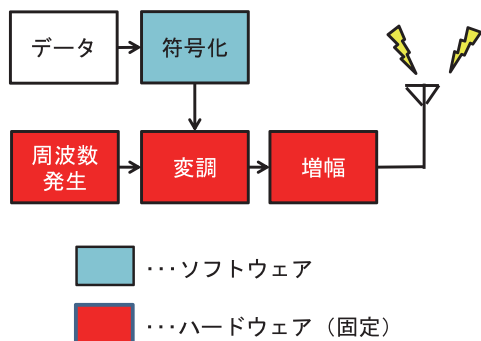 データ
符号化
周波数
発生
変調
増幅
･･･ソフトウェア
･･･ハードウェア（固定）